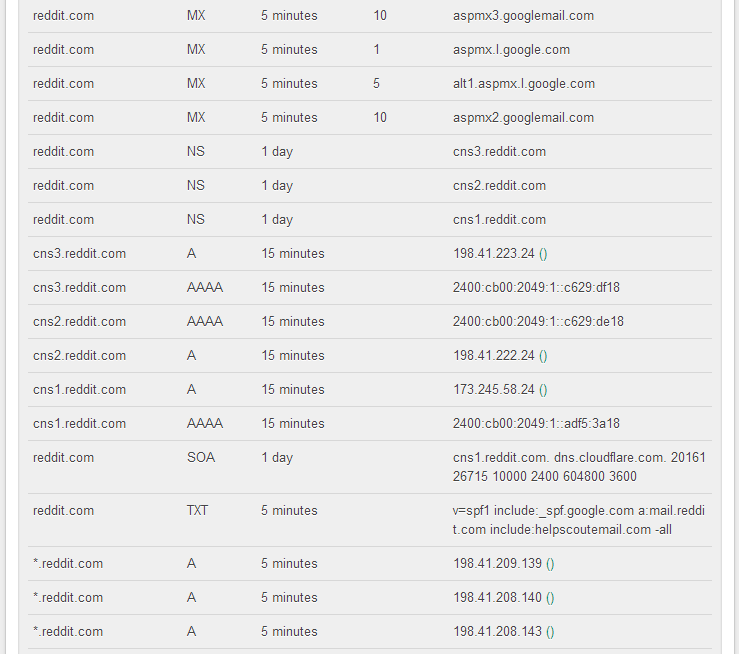 reddit.com MX 5 minutes 10 aspmx3.googlemail.com
reddit.com MX 5 minutes 1 aspmx.l.google.com
reddit.com MX 5 minutes 5 alt1.aspmx.l.google.com
reddit.com MX 5 minutes 10 aspmx2.googlemail.com
reddit.com NS 1 day cns3.reddit.com
reddit.com NS 1 day cns2.reddit.com
reddit.com NS 1 day cns1.reddit.com
cns3.reddit.com A 15 minutes 198.41.223.24 ()
cns3.reddit.com AAAA 15 minutes 2400:cb00:2049:1::c629:df18
cns2.reddit.com AAAA 15 minutes 2400:cb00:2049:1::c629:de18
cns2.reddit.com A 15 minutes 198.41.222.24 ()
cns1.reddit.com A 15 minutes 173.245.58.24 ()
cns1.reddit.com AAAA 15 minutes 2400:cb00:2049:1::adf5:3a18
reddit.com SOA 1 day cns1.reddit.com. dns.cloudflare.com. 20161
26715 10000 2400 604800 3600
reddit.com TXT 5 minutes v=spf1 include:_spf.google.com a:mail.reddi
t.com include:helpscoutemail.com -all
*.reddit.com A 5 minutes 198.41.209.139 ()
*.reddit.com A 5 minutes 198.41.208.140 ()
*.reddit.com A 5 minutes 198.41.208.143 ()